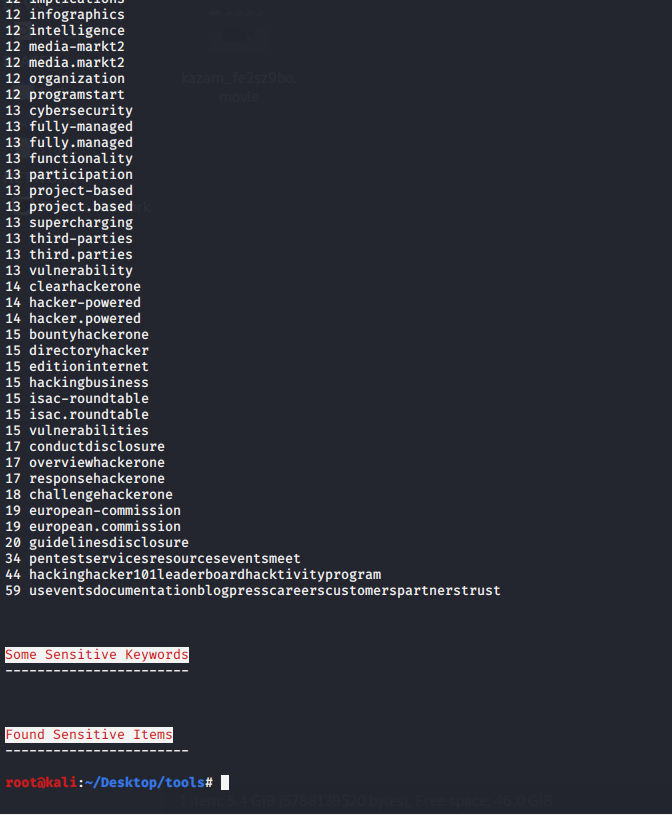 12 implications
12 infographics
12 intelligence
12 media-markt2
12 media.markt2
12 organization
12 programstart
13 cybersecurity
13 fully-managed
13 fully.managed
13 functionality
13 participation
13 project-based
13 project.based
13 supercharging
13 third-parties
13 third.parties
13 vulnerability
14 clearhackerone
14 hacker-powered
14 hacker.powered
15 bountyhackerone
15 directoryhacker
15 editioninternet
15 hackingbusiness
15 isac-roundtable
15 isac.roundtable
15 vulnerabilities
17 conductdisclosure
17 overviewhackerone
17 responsehackerone
18 challengehackerone
19 european-commission
19 european.commission
20 guidelinesdisclosure
34 pentestservicesresourceseventsmeet
44 hackinghacker101leaderboardhacktivityprogram
59 useventsdocumentationblogpresscareerscustomerspartnerstrust
Some Sensitive Keywords
-----------------------
Found Sensitive Items
-----------------------
root@kali:~/Desktop/tools#